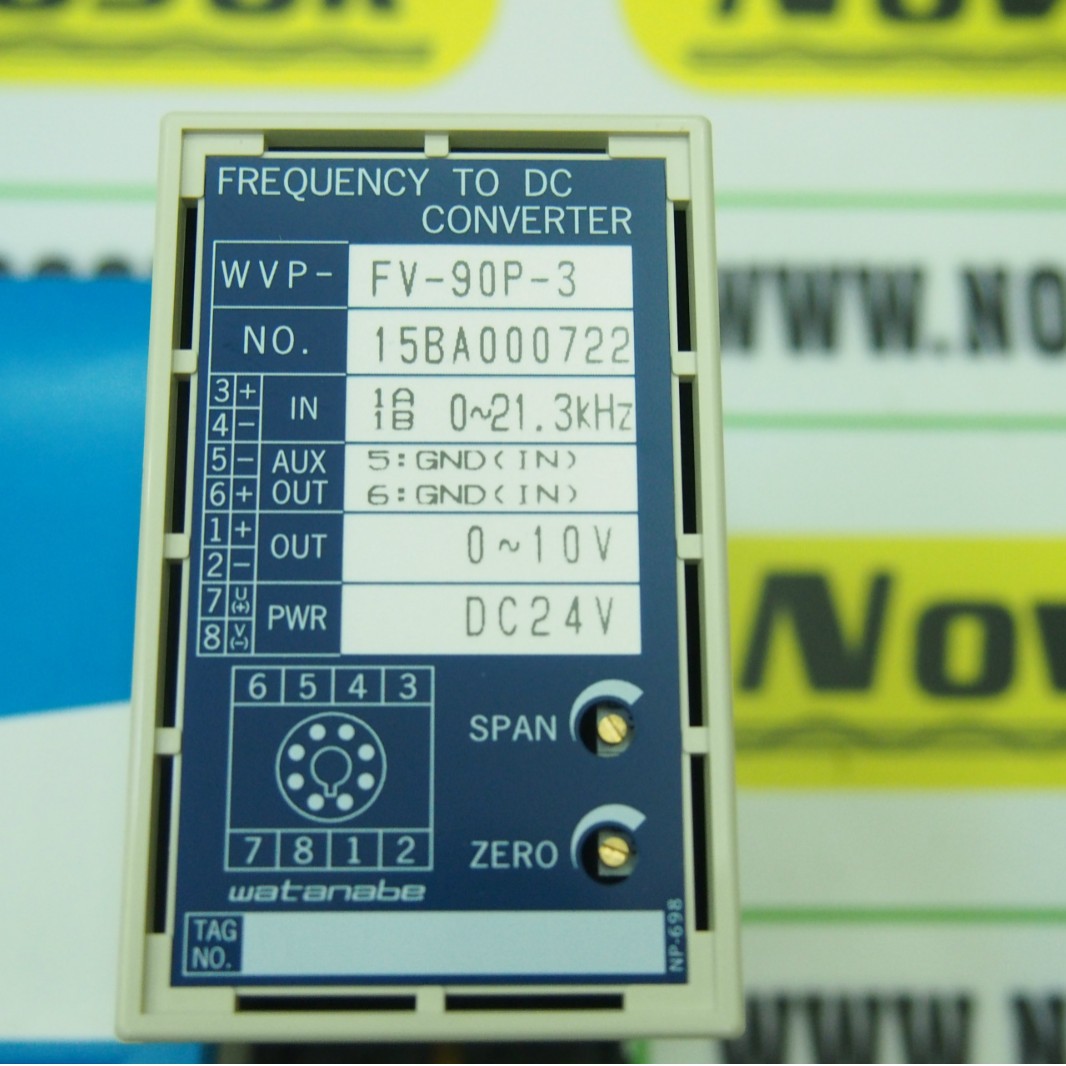 FREQUENCY TO DC
CONVERTER
WVP- FV-90P-3
NO. 15BA000722
3 + IN 1A 0~21.3kHz
4 - 1B
5 - AUX 5:GND(IN)
6 + OUT 6:GND(IN)
1 + OUT 0~10V
2 -
7 U(+) PWR DC24V
8 V(-)
6 5 4 3
SPAN
7 8 1 2
ZERO
watanabe
TAG
NO.
NP-698
WWW.NO
Nov